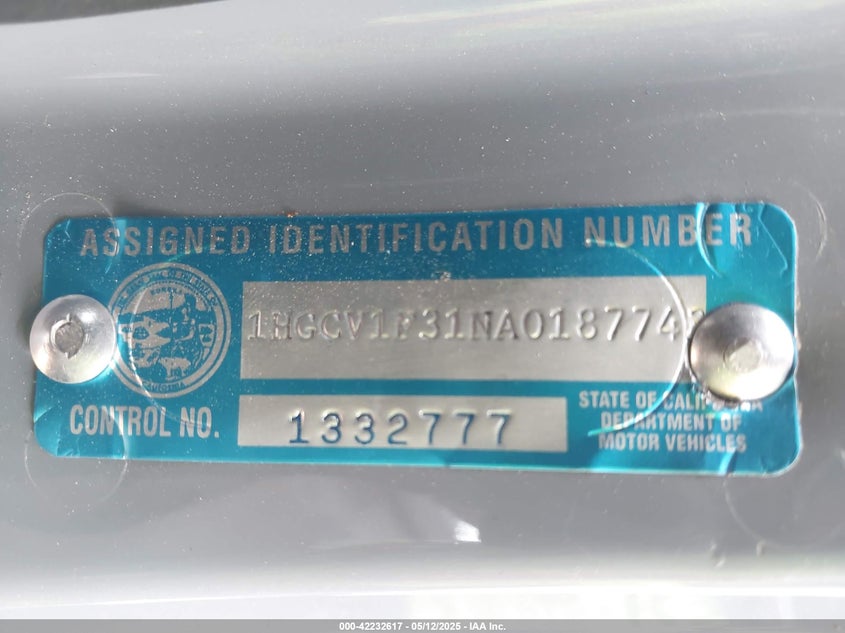 ASSIGNED IDENTIFICATION NUMBER
1HGCV1F31NA018774
CONTROL NO.
1332777
STATE OF CALIFORNIA
DEPARTMENT OF
MOTOR VEHICLES
000-42232617 - 05/12/2025 - IAA Inc.